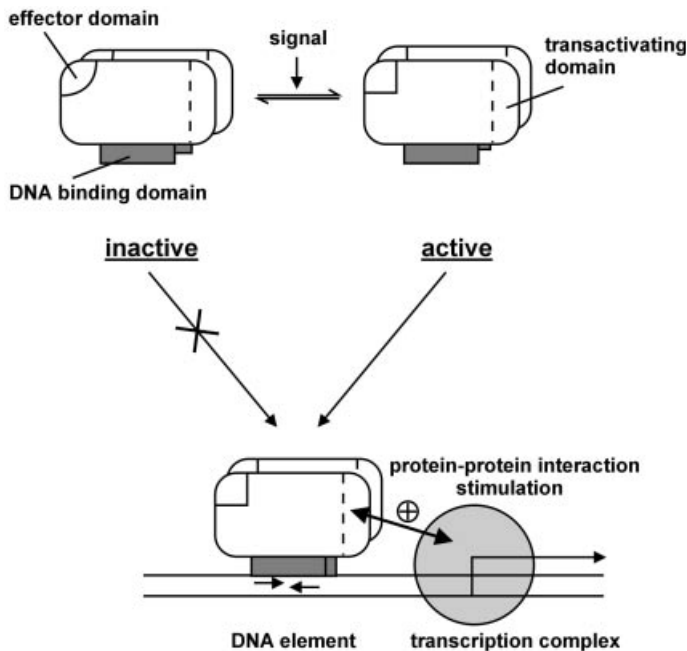 effector domain
signal
transactivating
domain
DNA binding domain
inactive
active
protein-protein interaction
stimulation
DNA element
transcription complex